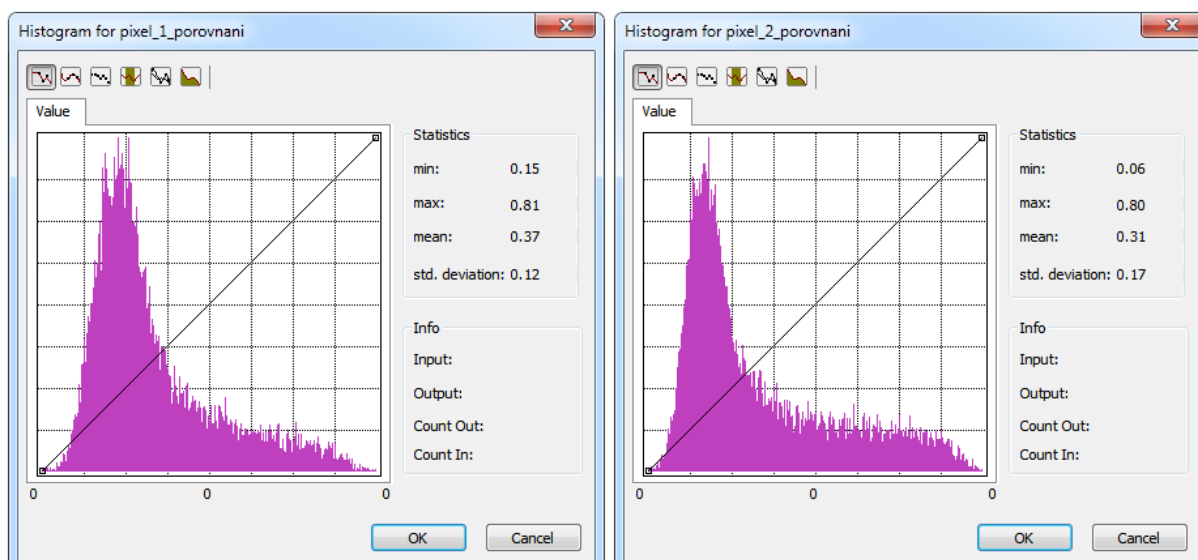 Histogram for pixel_1_porovnani
Value
Statistics
min: 0.15
max: 0.81
mean: 0.37
std. deviation: 0.12
Info
Input:
Output:
Count Out:
Count In:
0 0 0
OK Cancel
Histogram for pixel_2_porovnani
Value
Statistics
min: 0.06
max: 0.80
mean: 0.31
std. deviation: 0.17
Info
Input:
Output:
Count Out:
Count In:
0 0 0
OK Cancel